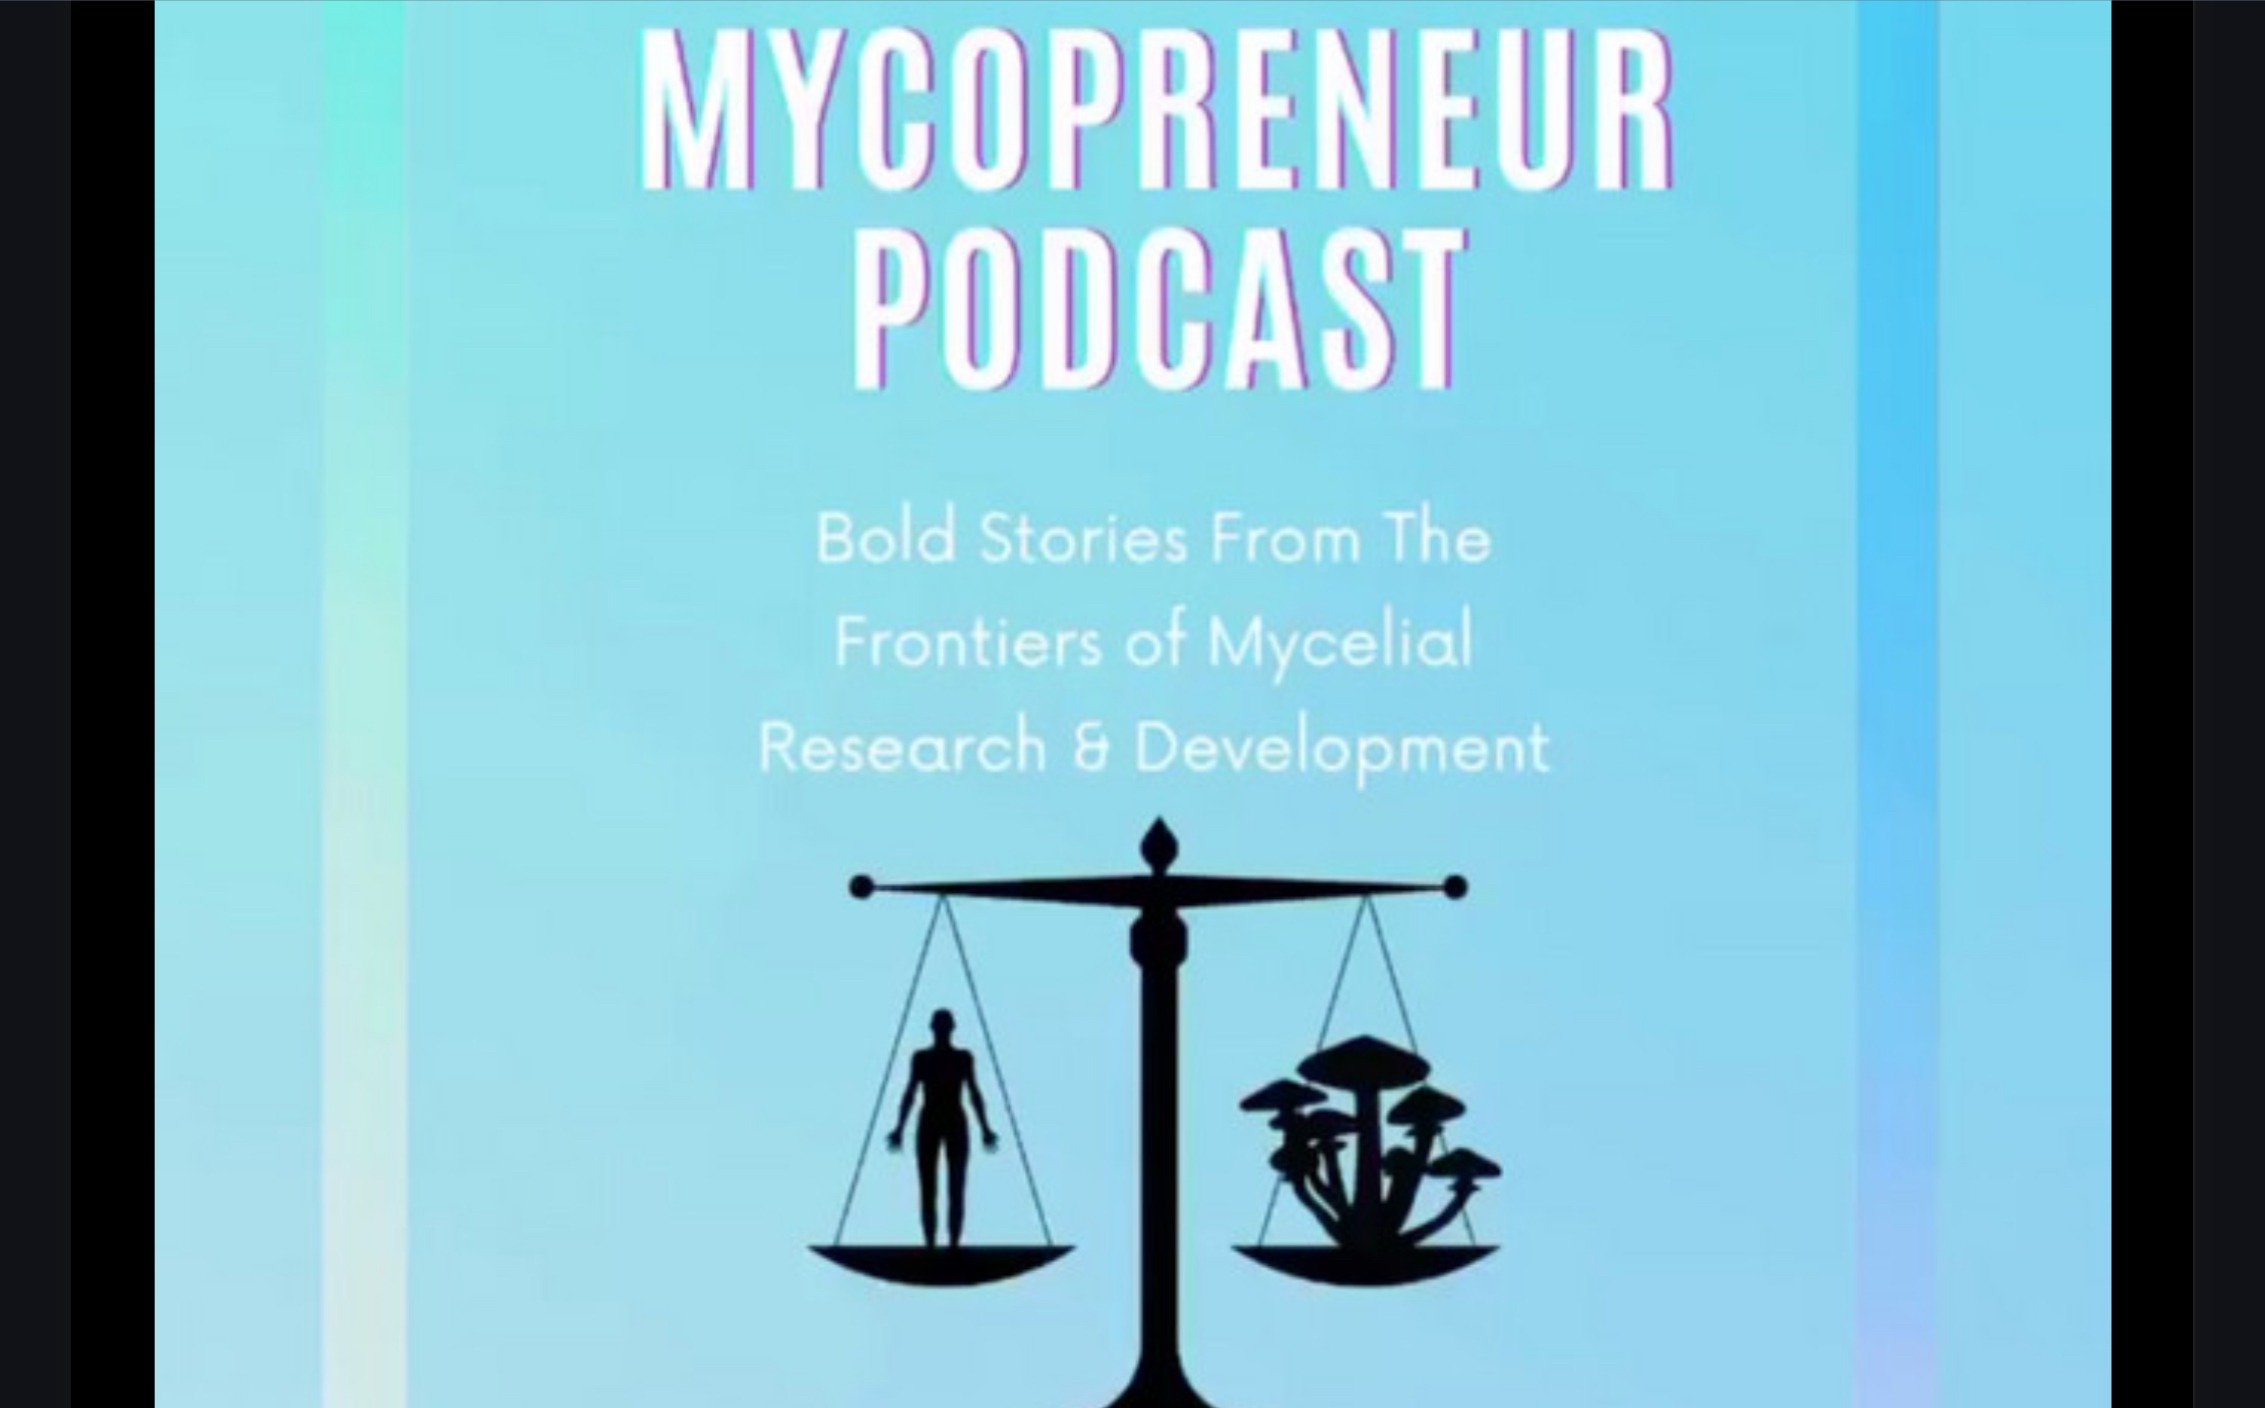 MYCOPRENEUR
PODCAST
Bold Stories From The
Frontiers of Mycelial
Research & Development